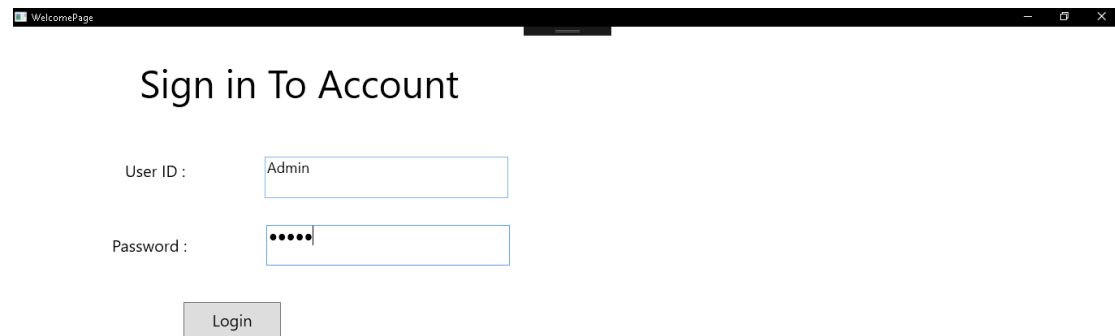 WelcomePage
Sign in To Account
User ID : Admin
Password : •••••
Login